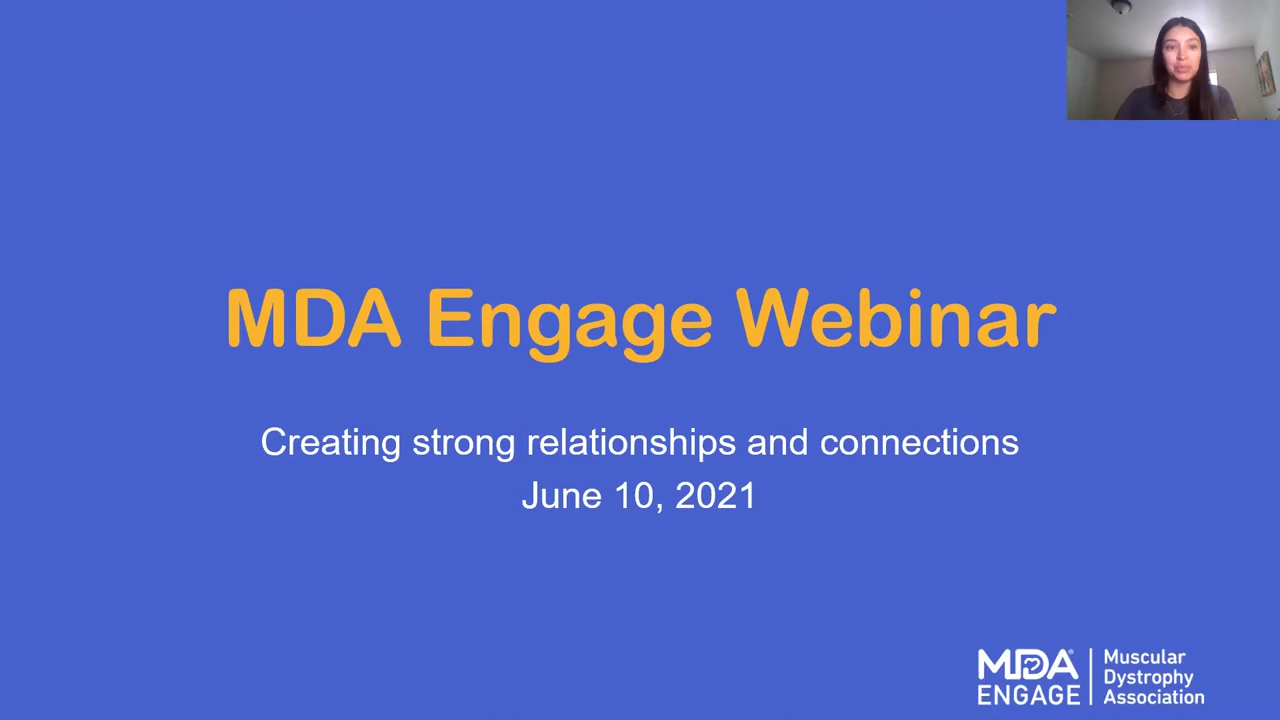 MDA Engage Webinar
Creating strong relationships and connections
June 10, 2021
MDA®
ENGAGE
Muscular
Dystrophy
Association